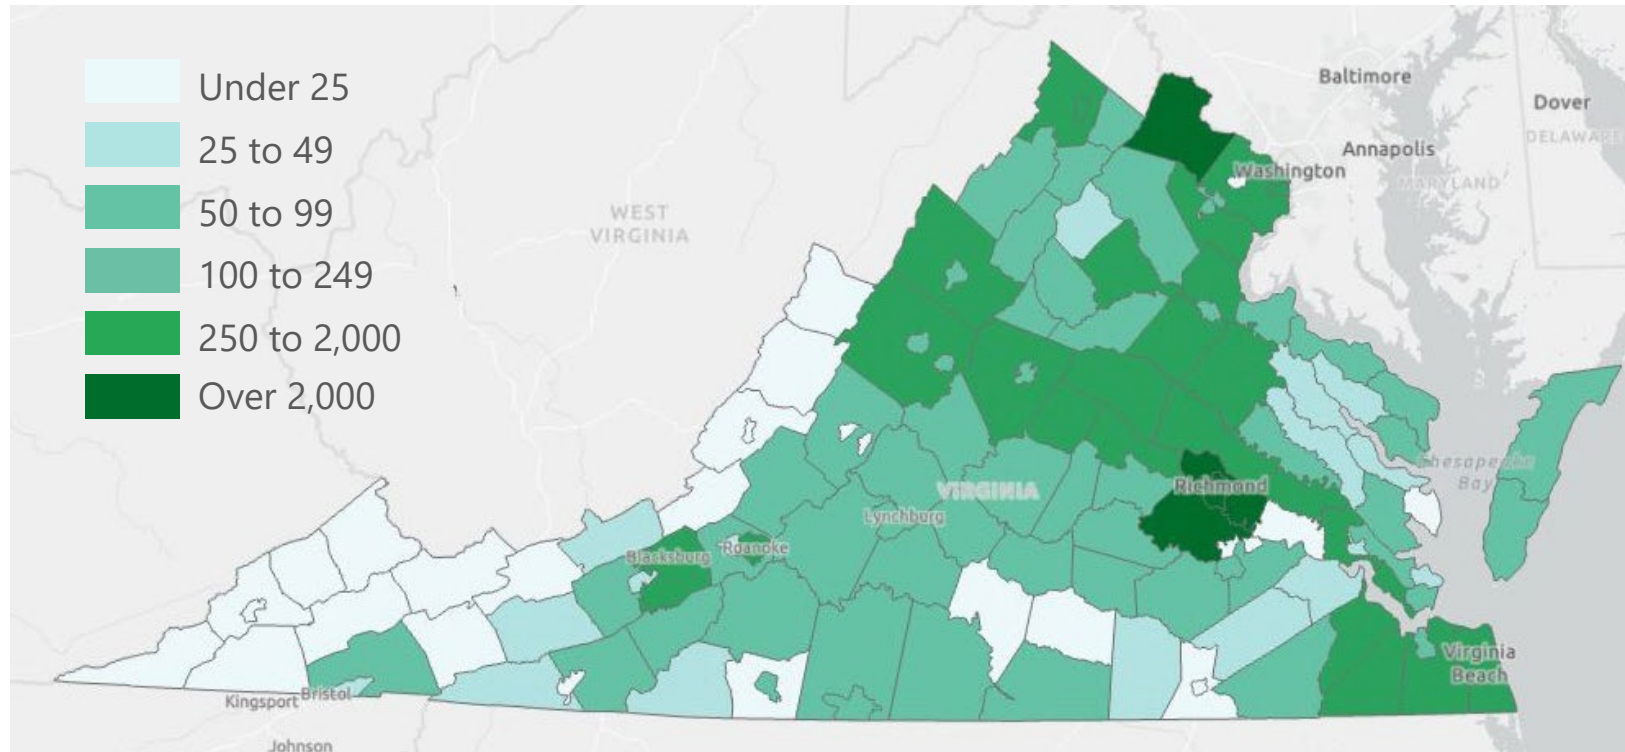 Under 25
25 to 49
50 to 99
100 to 249
250 to 2,000
Over 2,000
Baltimore
Dover
DELAWARE
Annapolis
Washington
MARYLAND
WEST
VIRGINIA
Chesapeake
Bay
Richmond
VIRGINIA
Lynchburg
Blacksburg
Roanoke
Virginia
Beach
Kingsport
Bristol
Johnson